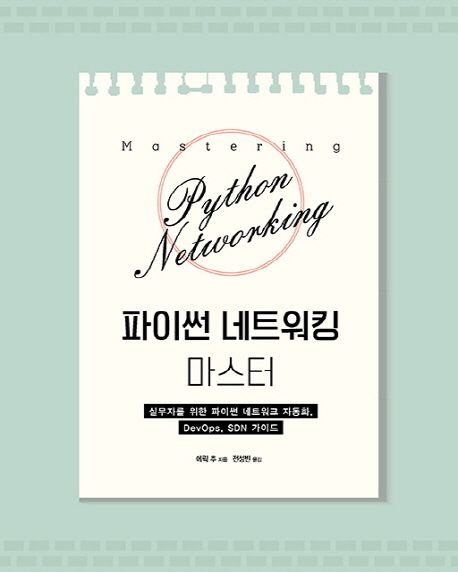 Mastering
Python
Networking
파이썬 네트워킹
마스터
실무자를 위한 파이썬 네트워크 자동화,
DevOps, SDN 가이드
에릭 추 지음 전성빈 옮김